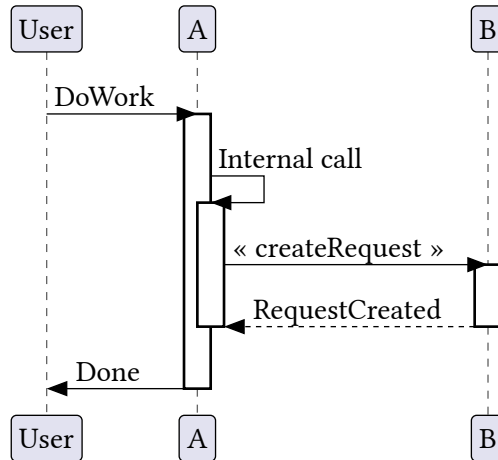 User
A
B
DoWork
Internal call
« createRequest »
RequestCreated
Done
User
A
B